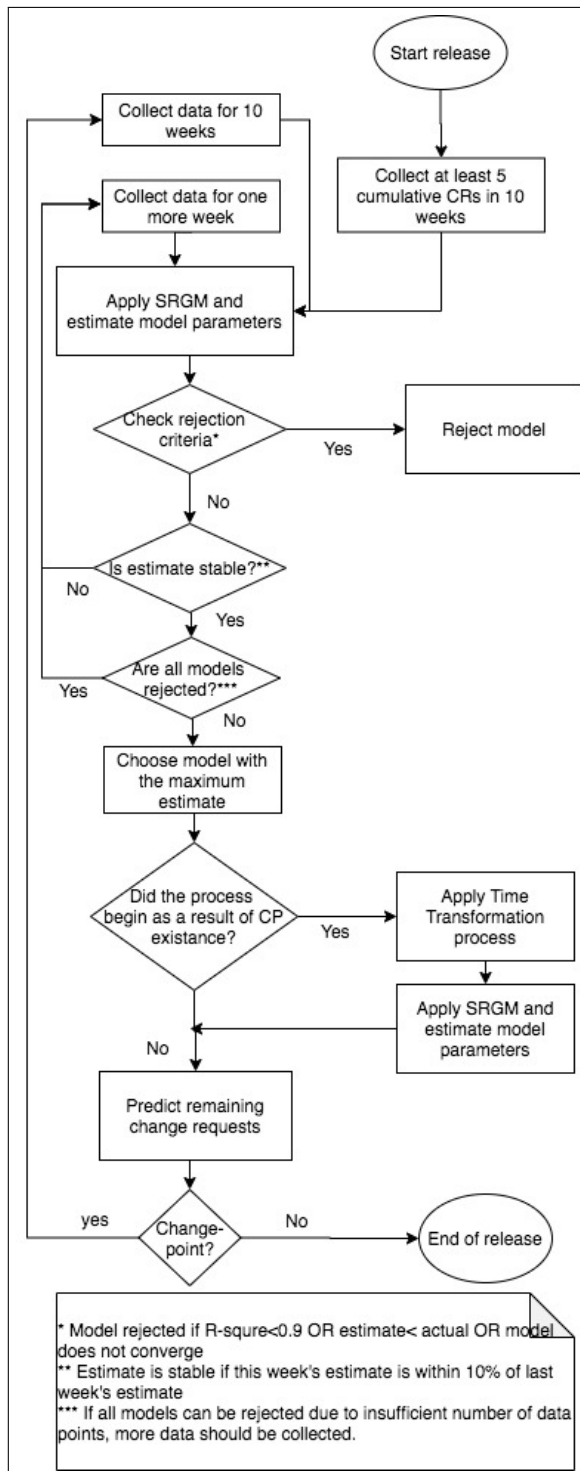 Start release
Collect data for 10
weeks
Collect at least 5
cumulative CRs in 10
weeks
Collect data for one
more week
Apply SRGM and
estimate model
parameters
Check rejection
criteria*
Yes
Reject model
No
Is estimate stable?**
No
Yes
Are all models
rejected?***
Yes
No
Choose model with
the maximum
estimate
Did the process
begin as a result of CP
existance?
Yes
Apply Time
Transformation
process
Apply SRGM and
estimate model
parameters
No
Predict remaining
change requests
yes
Change-
point?
No
End of release
* Model rejected if R-squre<0.9 OR estimate< actual OR model
does not converge
** Estimate is stable if this week's estimate is within 10% of last
week's estimate
*** If all models can be rejected due to insufficient number of data
points, more data should be collected.